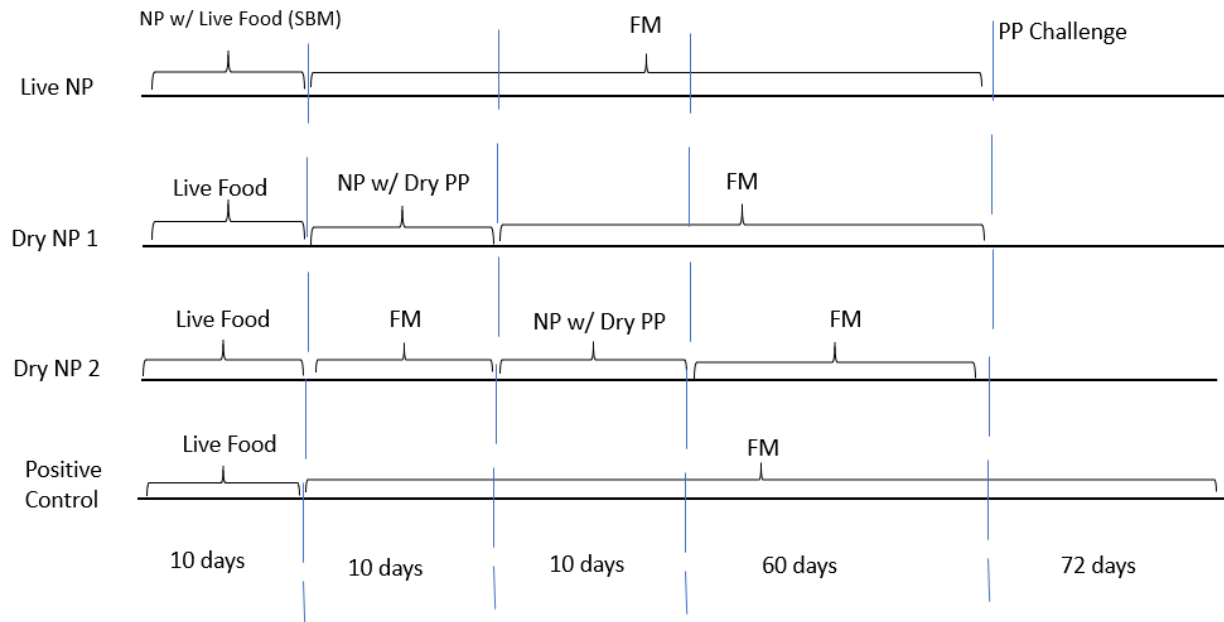 NP w/ Live Food (SBM)
FM
PP Challenge
Live NP
Live Food
NP w/ Dry PP
FM
Dry NP 1
Live Food
FM
NP w/ Dry PP
FM
Dry NP 2
Live Food
FM
Positive
Control
10 days
10 days
10 days
60 days
72 days